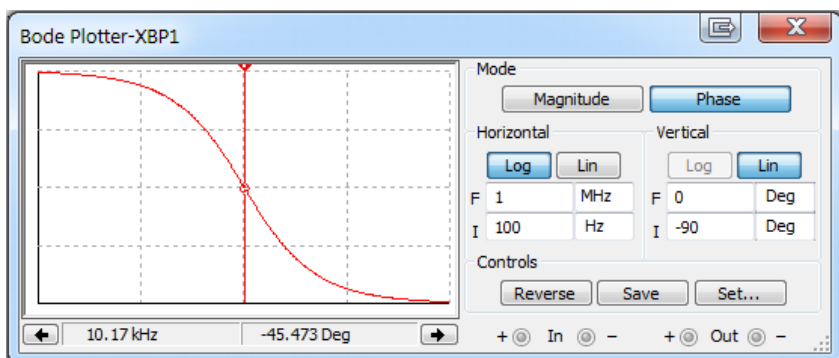 Bode Plotter-XBP1
Mode
Magnitude Phase
Horizontal Vertical
Log Lin Log Lin
F 1 MHz F 0 Deg
I 100 Hz I -90 Deg
Controls
Reverse Save Set...
10.17 kHz -45.473 Deg + In − + Out −